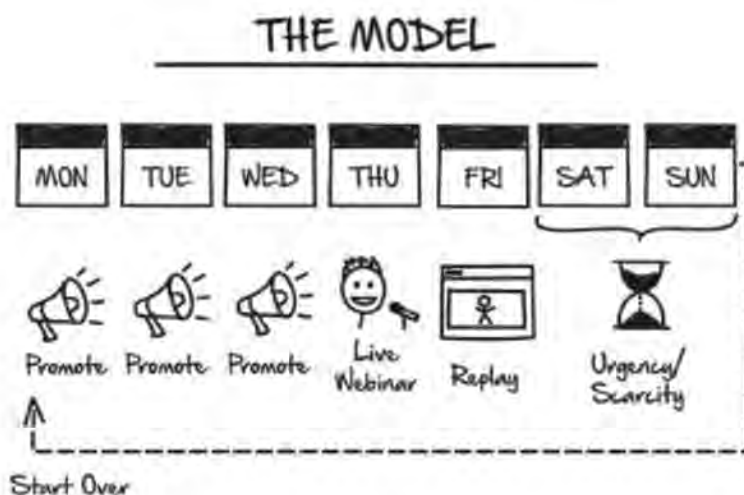 THE MODEL
MON TUE WED THU FRI SAT SUN
Promote Promote Promote Live Webinar Replay Urgency/ Scarcity
Start Over